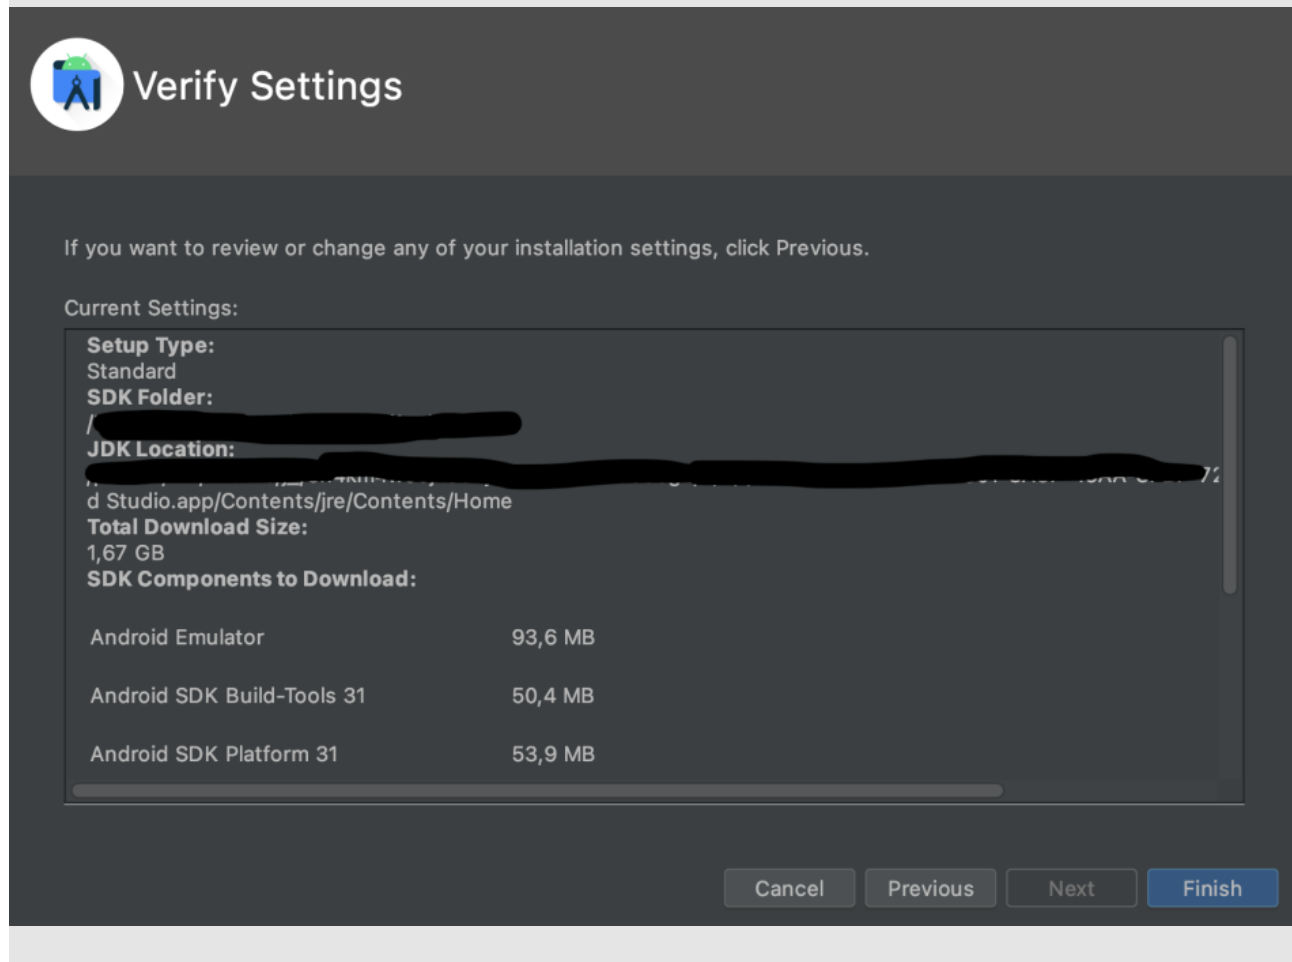 Verify Settings
If you want to review or change any of your installation settings, click Previous.
Current Settings:
Setup Type:
Standard
SDK Folder:
/
JDK Location:
d Studio.app/Contents/jre/Contents/Home
Total Download Size:
1,67 GB
SDK Components to Download:
Android Emulator 93,6 MB
Android SDK Build-Tools 31 50,4 MB
Android SDK Platform 31 53,9 MB
Cancel Previous Next Finish